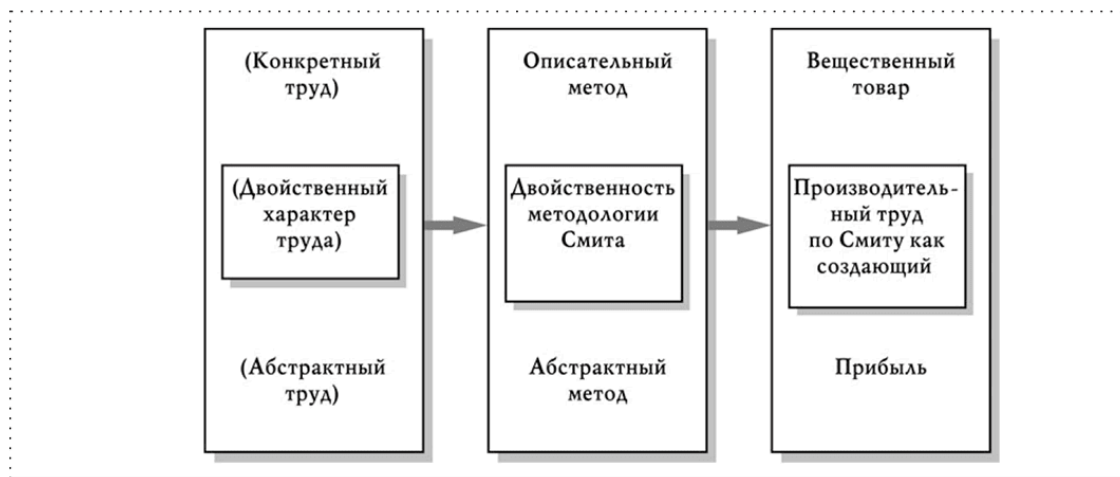 (Конкретный
труд)
(Двойственный
характер
труда)
(Абстрактный
труд)
Описательный
метод
Двойственность
методологии
Смита
Абстрактный
метод
Вещественный
товар
Производитель-
ный труд
по Смиту как
создающий
Прибыль